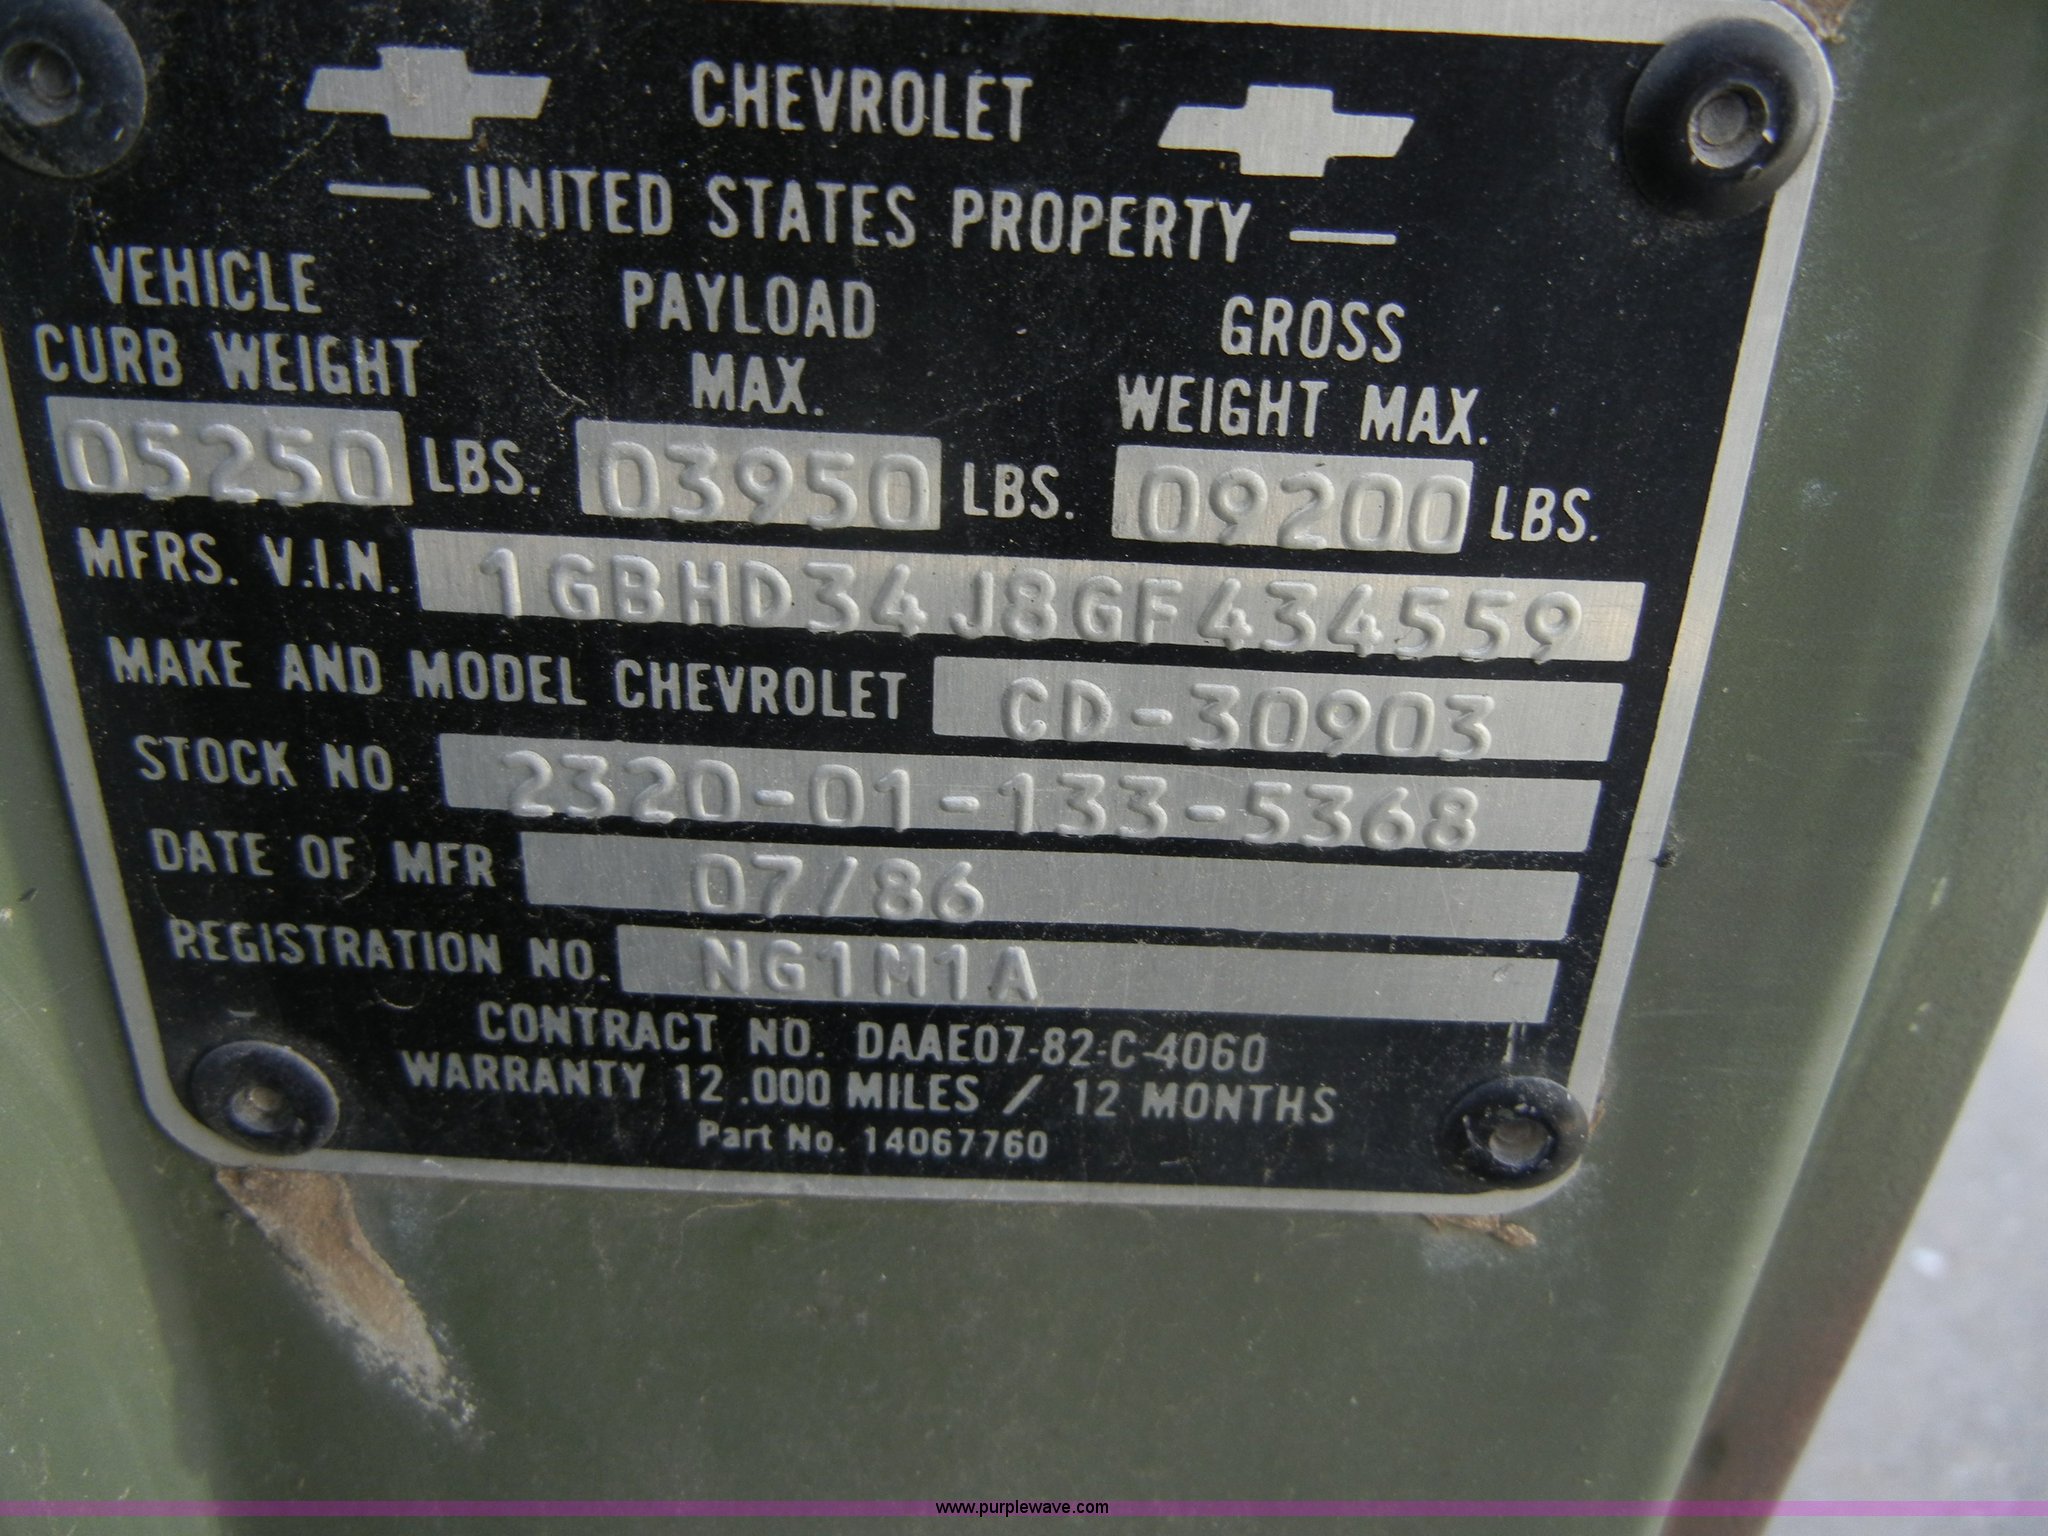 CHEVROLET
— UNITED STATES PROPERTY —
VEHICLE CURB WEIGHT
05250 LBS.
PAYLOAD MAX.
03950 LBS.
GROSS WEIGHT MAX.
09200 LBS.
MFRS. V.I.N. 1GBHD34J8GF434559
MAKE AND MODEL CHEVROLET CD-30903
STOCK NO. 2320-01-133-5368
DATE OF MFR 07/86
REGISTRATION NO. NG1M1A
CONTRACT NO. DAAE07-82-C-4060
WARRANTY 12.000 MILES / 12 MONTHS
Part No. 14067760
www.purplewave.com